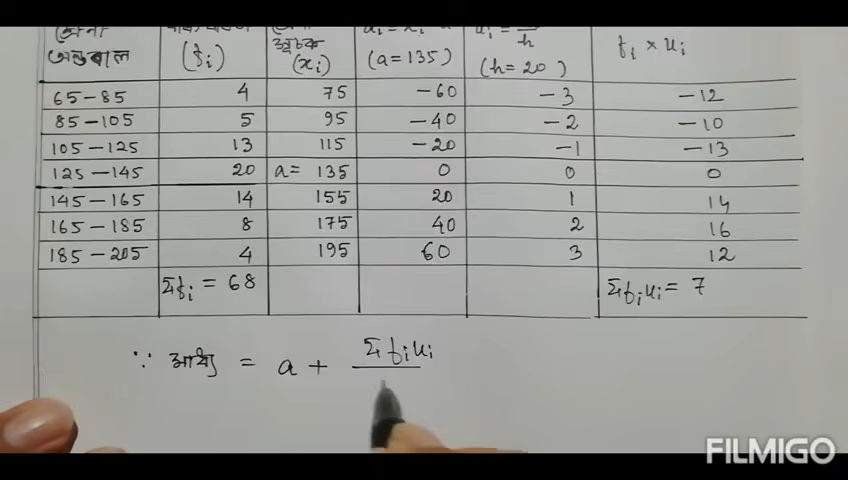 h
অন্তৰাল (fᵢ) (xᵢ) (a=135) (h=20) fᵢ × uᵢ
65-85 4 75 -60 -3 -12
85-105 5 95 -40 -2 -10
105-125 13 115 -20 -1 -13
125-145 20 a= 135 0 0 0
145-165 14 155 20 1 14
165-185 8 175 40 2 16
185-205 4 195 60 3 12
Σfᵢ = 68 Σfᵢuᵢ = 7
∵ মাধ্য = a + Σfᵢuᵢ
FILMIGO